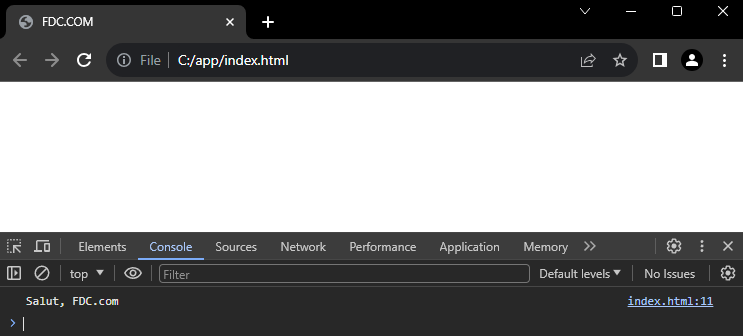 FDC.COM
File C:/app/index.html
Elements Console Sources Network Performance Application Memory
top Filter Default levels No Issues
Salut, FDC.com index.html:11